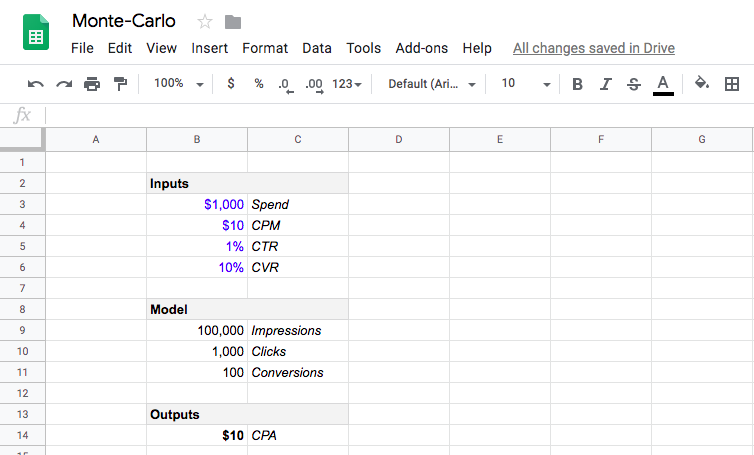 Monte-Carlo
File Edit View Insert Format Data Tools Add-ons Help All changes saved in Drive
100% $ % .0 .00 123 Default (Ari... 10 B I S A
fx
A B C D E F G
1
2 Inputs
3 $1,000 Spend
4 $10 CPM
5 1% CTR
6 10% CVR
7
8 Model
9 100,000 Impressions
10 1,000 Clicks
11 100 Conversions
12
13 Outputs
14 $10 CPA